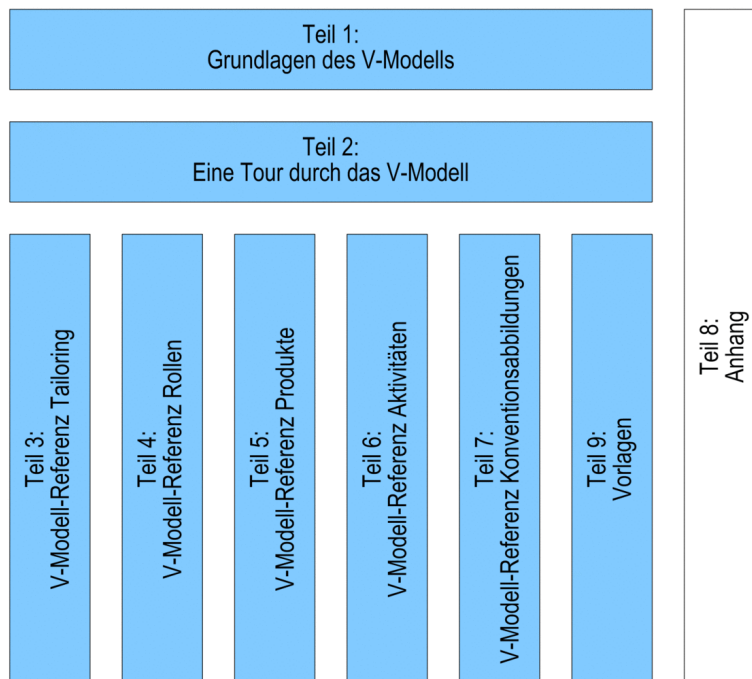 Teil 1:
Grundlagen des V-Modells
Teil 2:
Eine Tour durch das V-Modell
Teil 3:
V-Modell-Referenz Tailoring
Teil 4:
V-Modell-Referenz Rollen
Teil 5:
V-Modell-Referenz Produkte
Teil 6:
V-Modell-Referenz Aktivitäten
Teil 7:
V-Modell-Referenz Konventionsabbildungen
Teil 9:
Vorlagen
Teil 8:
Anhang